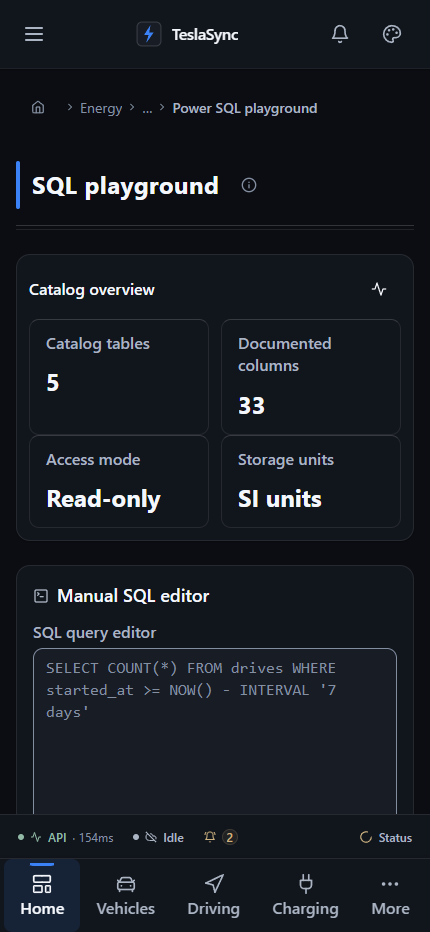 TeslaSync
Energy
...
Power SQL playground
SQL playground
Catalog overview
Catalog tables
5
Documented
columns
33
Access mode
Read-only
Storage units
SI units
Manual SQL editor
SQL query editor
SELECT COUNT(*) FROM drives WHERE
started_at >= NOW() - INTERVAL '7
days'
API · 154ms
Idle
2
Status
Home
Vehicles
Driving
Charging
More